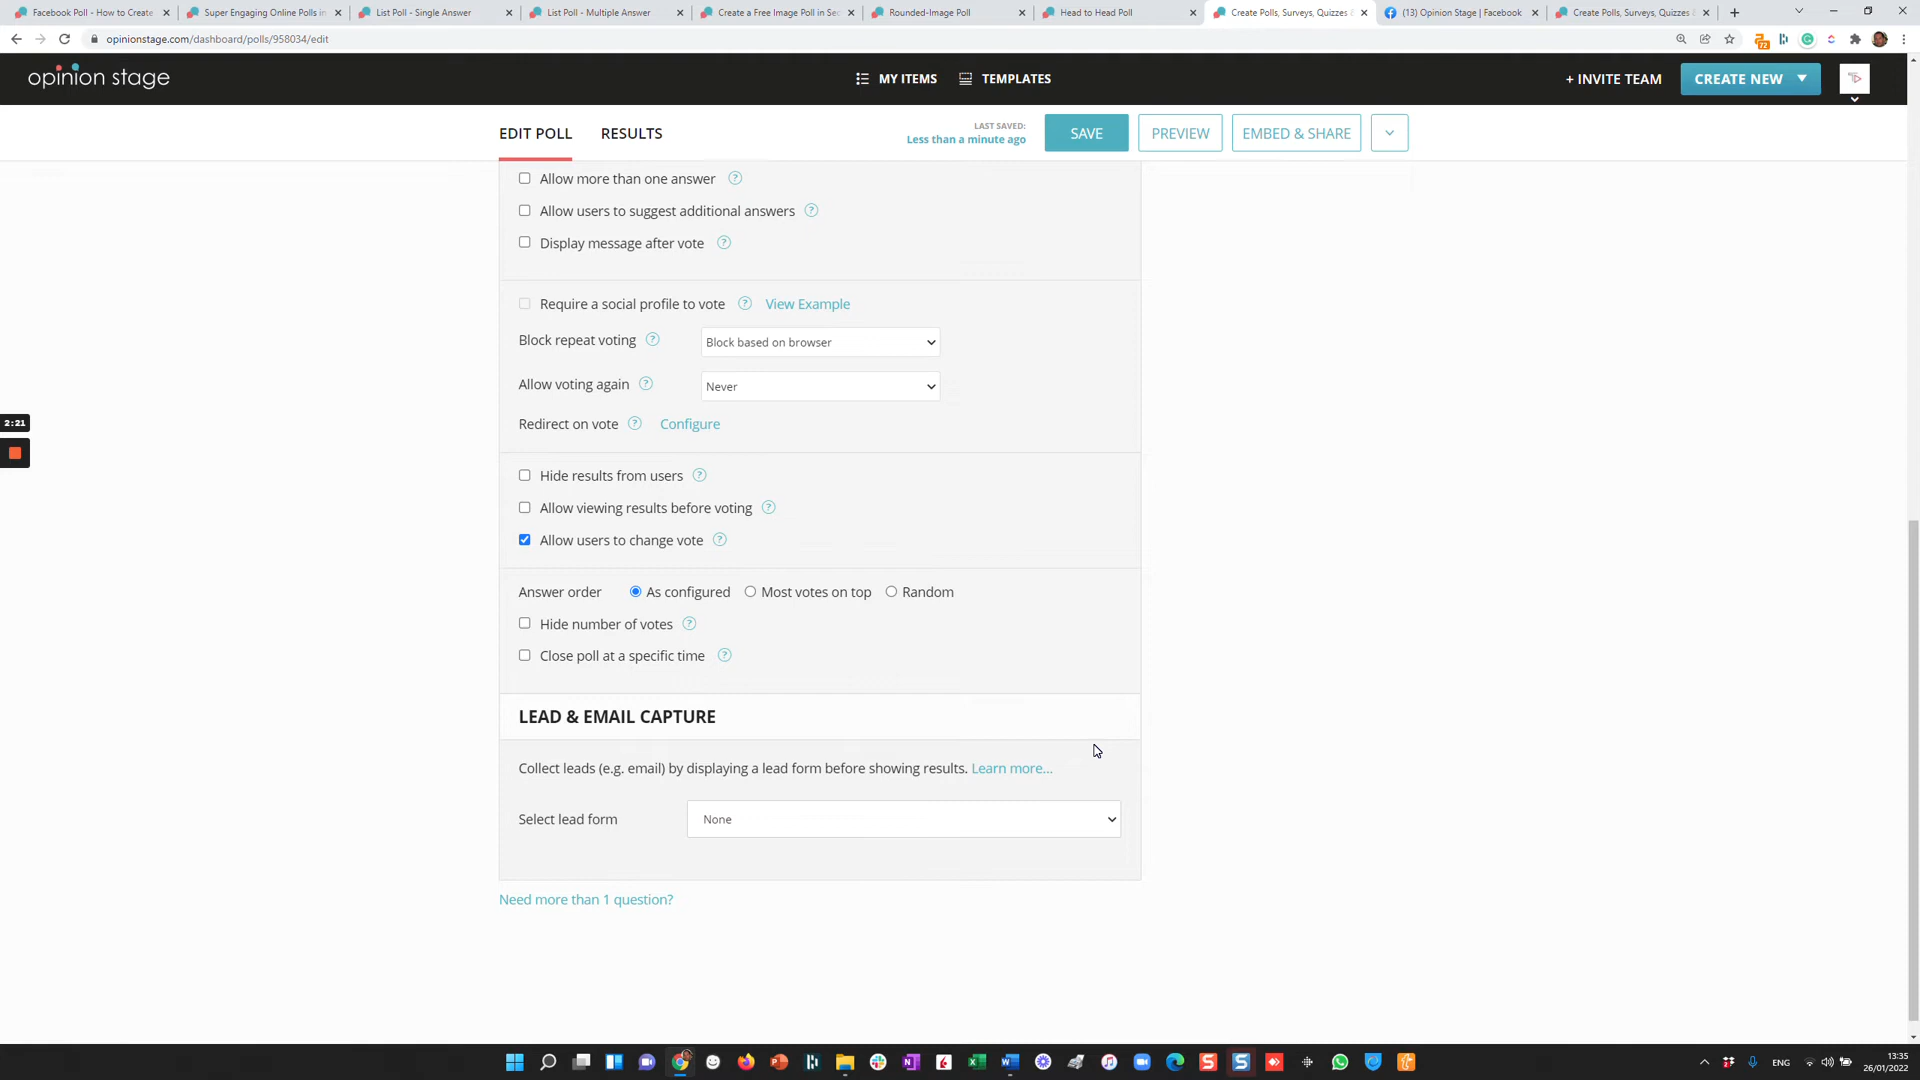 Facebook Poll - How to Create
Super Engaging Online Polls in
List Poll - Single Answer
List Poll - Multiple Answer
Create a Free Image Poll in Sec
Rounded-Image Poll
Head to Head Poll
Create Polls, Surveys, Quizzes &
(13) Opinion Stage | Facebook
Create Polls, Surveys, Quizzes &
opinionstage.com/dashboard/polls/958034/edit
72
opinion stage
MY ITEMS
TEMPLATES
+ INVITE TEAM
CREATE NEW
EDIT POLL
RESULTS
LAST SAVED:
Less than a minute ago
SAVE
PREVIEW
EMBED & SHARE
Allow more than one answer ?
Allow users to suggest additional answers ?
Display message after vote ?
Require a social profile to vote ? View Example
Block repeat voting ? Block based on browser
Allow voting again ? Never
Redirect on vote ? Configure
2:21
Hide results from users ?
Allow viewing results before voting ?
Allow users to change vote ?
Answer order As configured Most votes on top Random
Hide number of votes ?
Close poll at a specific time ?
LEAD & EMAIL CAPTURE
Collect leads (e.g. email) by displaying a lead form before showing results. Learn more...
Select lead form None
Need more than 1 question?
ENG
13:35
26/01/2022